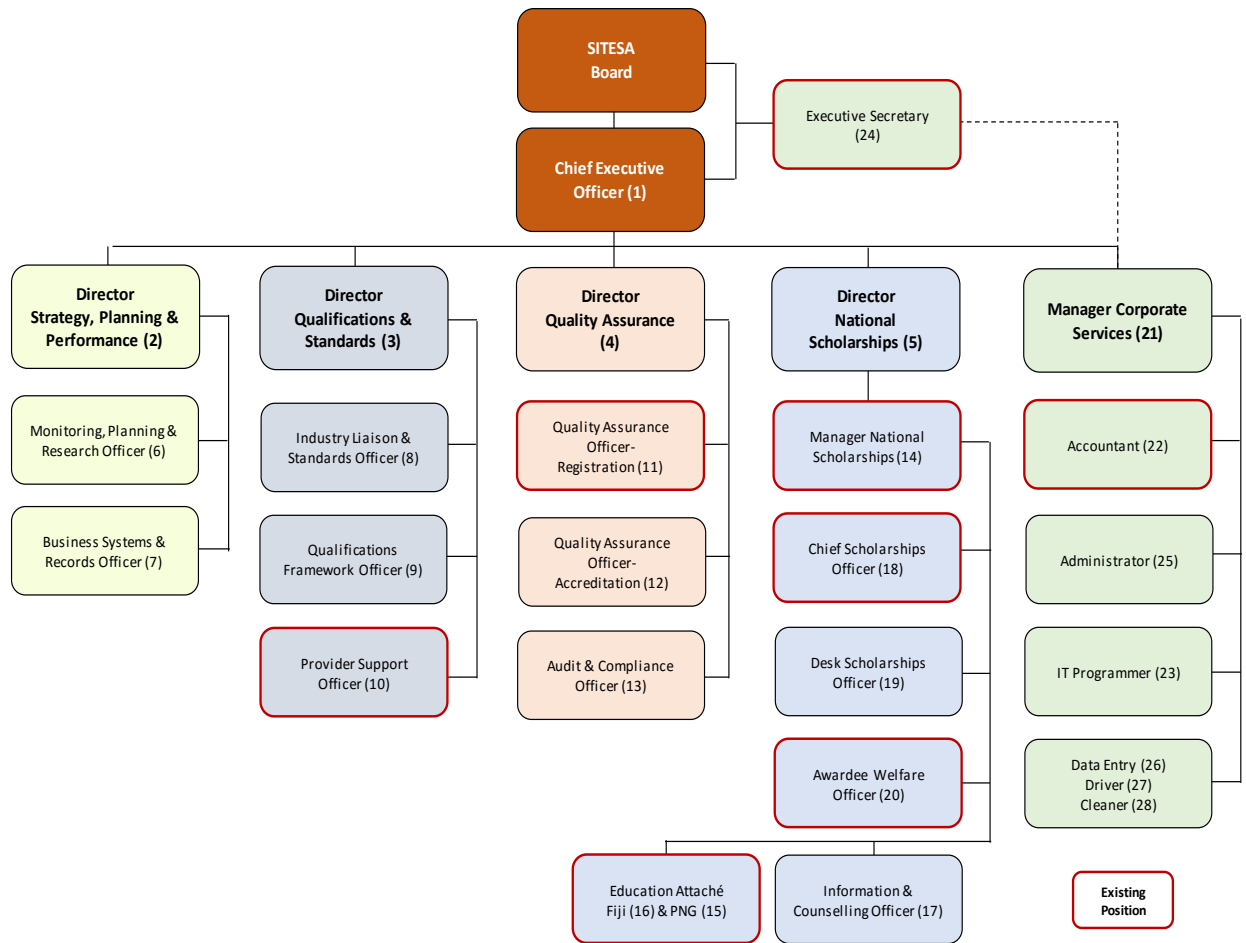 SITESA
Board
Executive Secretary
(24)
Chief Executive
Officer (1)
Director
Strategy, Planning &
Performance (2)
Director
Qualifications &
Standards (3)
Director
Quality Assurance
(4)
Director
National
Scholarships (5)
Manager Corporate
Services (21)
Monitoring, Planning &
Research Officer (6)
Industry Liaison &
Standards Officer (8)
Quality Assurance
Officer-
Registration (11)
Manager National
Scholarships (14)
Accountant (22)
Business Systems &
Records Officer (7)
Qualifications
Framework Officer (9)
Quality Assurance
Officer-
Accreditation (12)
Chief Scholarships
Officer (18)
Administrator (25)
Provider Support
Officer (10)
Audit & Compliance
Officer (13)
Desk Scholarships
Officer (19)
IT Programmer (23)
Awardee Welfare
Officer (20)
Data Entry (26)
Driver (27)
Cleaner (28)
Education Attaché
Fiji (16) & PNG (15)
Information &
Counselling Officer (17)
Existing
Position